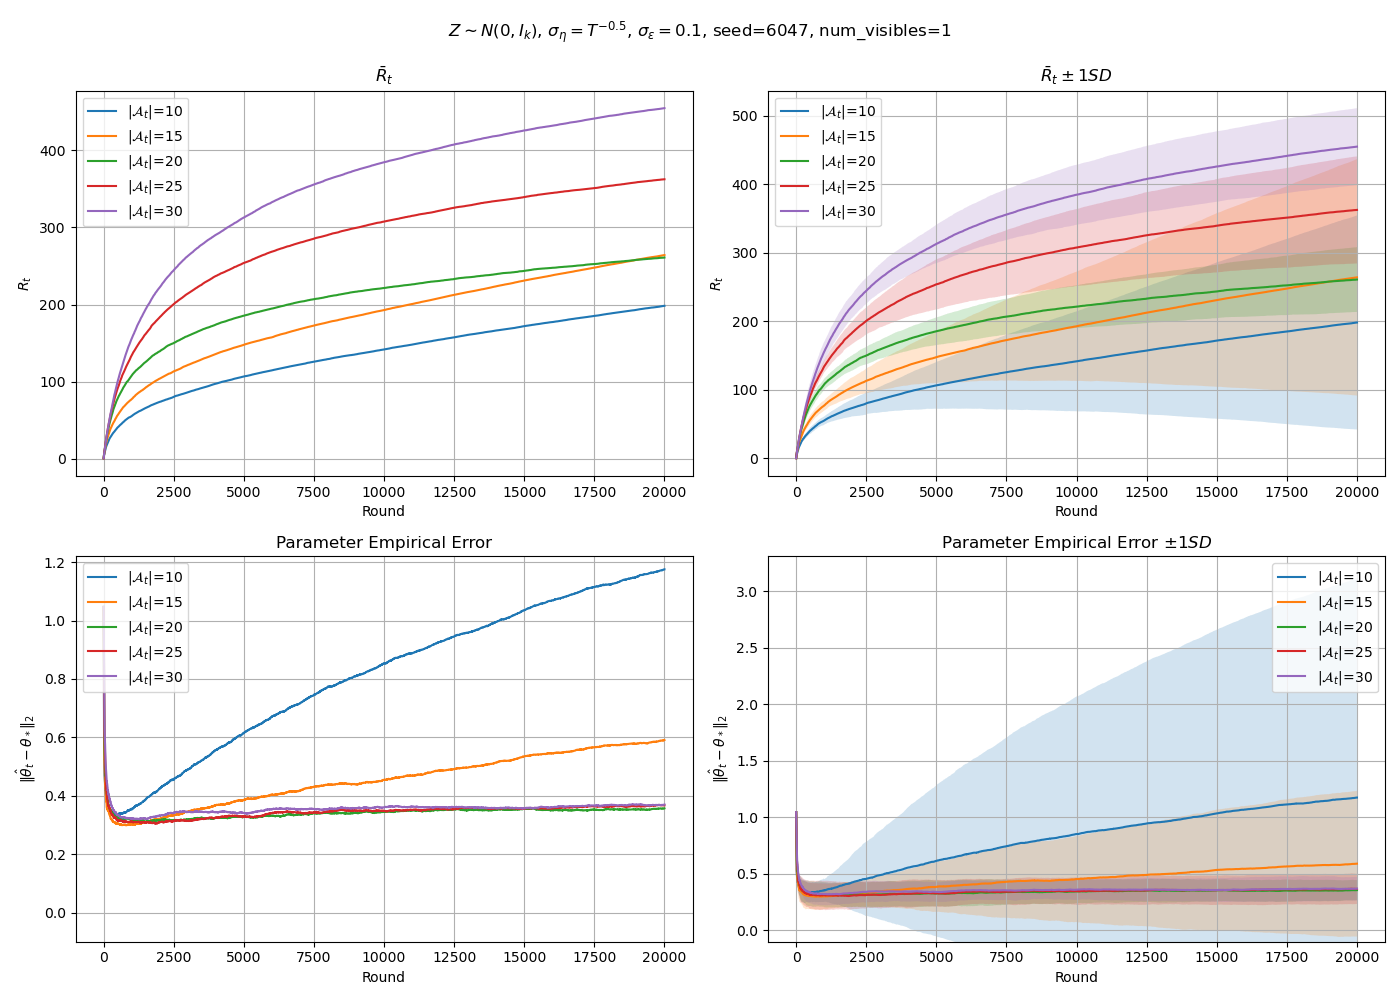 Z ∼ N(0, I_k), σ_η = T^{−0.5}, σ_ε = 0.1, seed=6047, num_visibles=1
R̄_t
|𝒜_t|=10
|𝒜_t|=15
|𝒜_t|=20
|𝒜_t|=25
|𝒜_t|=30
R_t
400
300
200
100
0
0 2500 5000 7500 10000 12500 15000 17500 20000
Round
R̄_t ± 1SD
|𝒜_t|=10
|𝒜_t|=15
|𝒜_t|=20
|𝒜_t|=25
|𝒜_t|=30
R_t
500
400
300
200
100
0
0 2500 5000 7500 10000 12500 15000 17500 20000
Round
Parameter Empirical Error
|𝒜_t|=10
|𝒜_t|=15
|𝒜_t|=20
|𝒜_t|=25
|𝒜_t|=30
‖θ̂_t − θ_*‖_2
1.2
1.0
0.8
0.6
0.4
0.2
0.0
0 2500 5000 7500 10000 12500 15000 17500 20000
Round
Parameter Empirical Error ±1SD
|𝒜_t|=10
|𝒜_t|=15
|𝒜_t|=20
|𝒜_t|=25
|𝒜_t|=30
‖θ̂_t − θ_*‖_2
3.0
2.5
2.0
1.5
1.0
0.5
0.0
0 2500 5000 7500 10000 12500 15000 17500 20000
Round